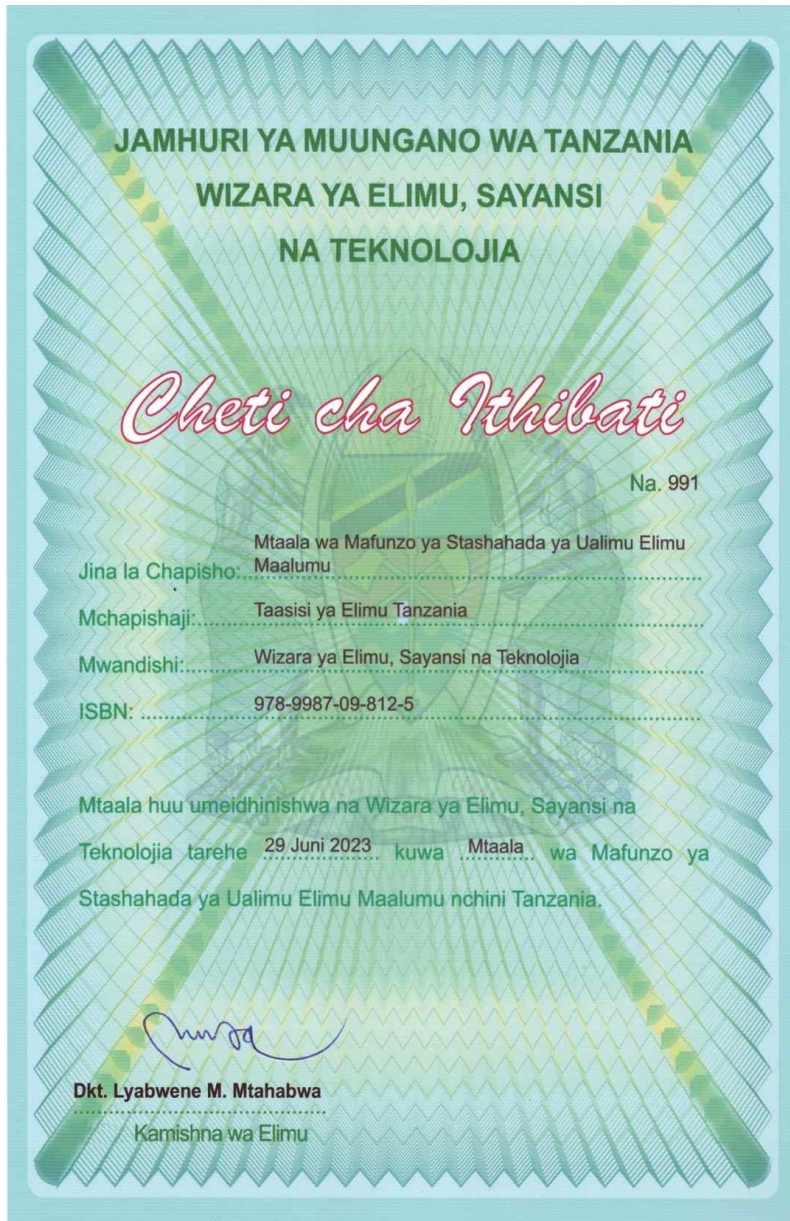 JAMHURI YA MUUNGANO WA TANZANIA
WIZARA YA ELIMU, SAYANSI
NA TEKNOLOJIA
Cheti cha Ithibati
Na. 991
Jina la Chapisho: Mtaala wa Mafunzo ya Stashahada ya Ualimu Elimu
Maalumu
Mchapishaji: Taasisi ya Elimu Tanzania
Mwandishi: Wizara ya Elimu, Sayansi na Teknolojia
ISBN: 978-9987-09-812-5
Mtaala huu umeidhinishwa na Wizara ya Elimu, Sayansi na
Teknolojia tarehe 29 Juni 2023 kuwa Mtaala wa Mafunzo ya
Stashahada ya Ualimu Elimu Maalumu nchini Tanzania.
Dkt. Lyabwene M. Mtahabwa
Kamishna wa Elimu